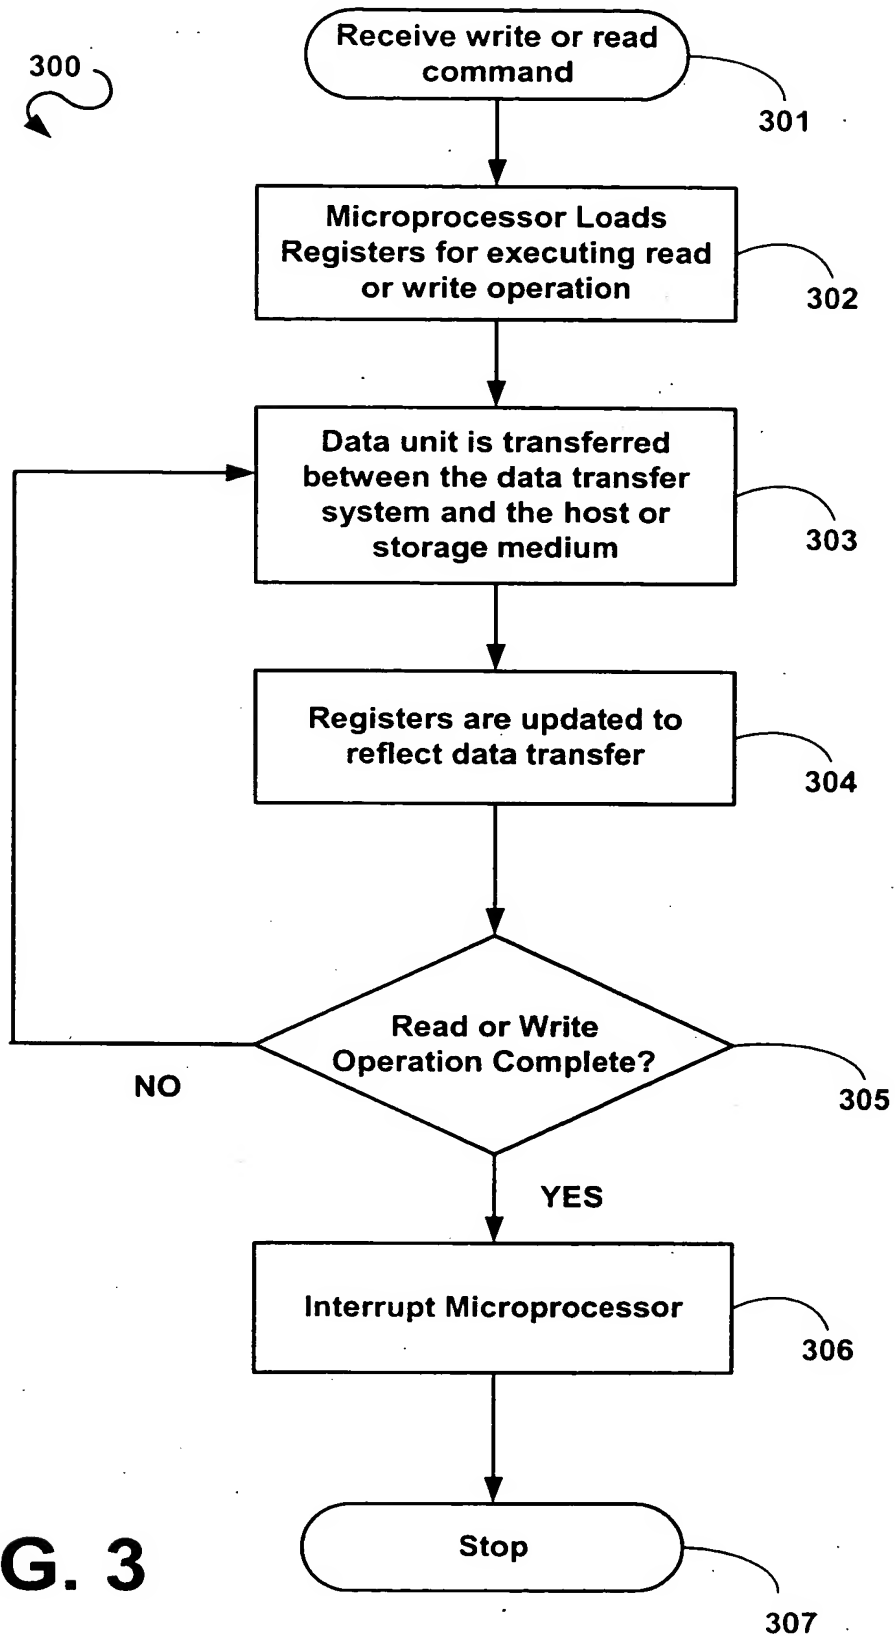 300
Receive write or read
command
301
Microprocessor Loads
Registers for executing read
or write operation
302
Data unit is transferred
between the data transfer
system and the host or
storage medium
303
Registers are updated to
reflect data transfer
304
Read or Write
Operation Complete?
305
NO
YES
Interrupt Microprocessor
306
Stop
G. 3
307